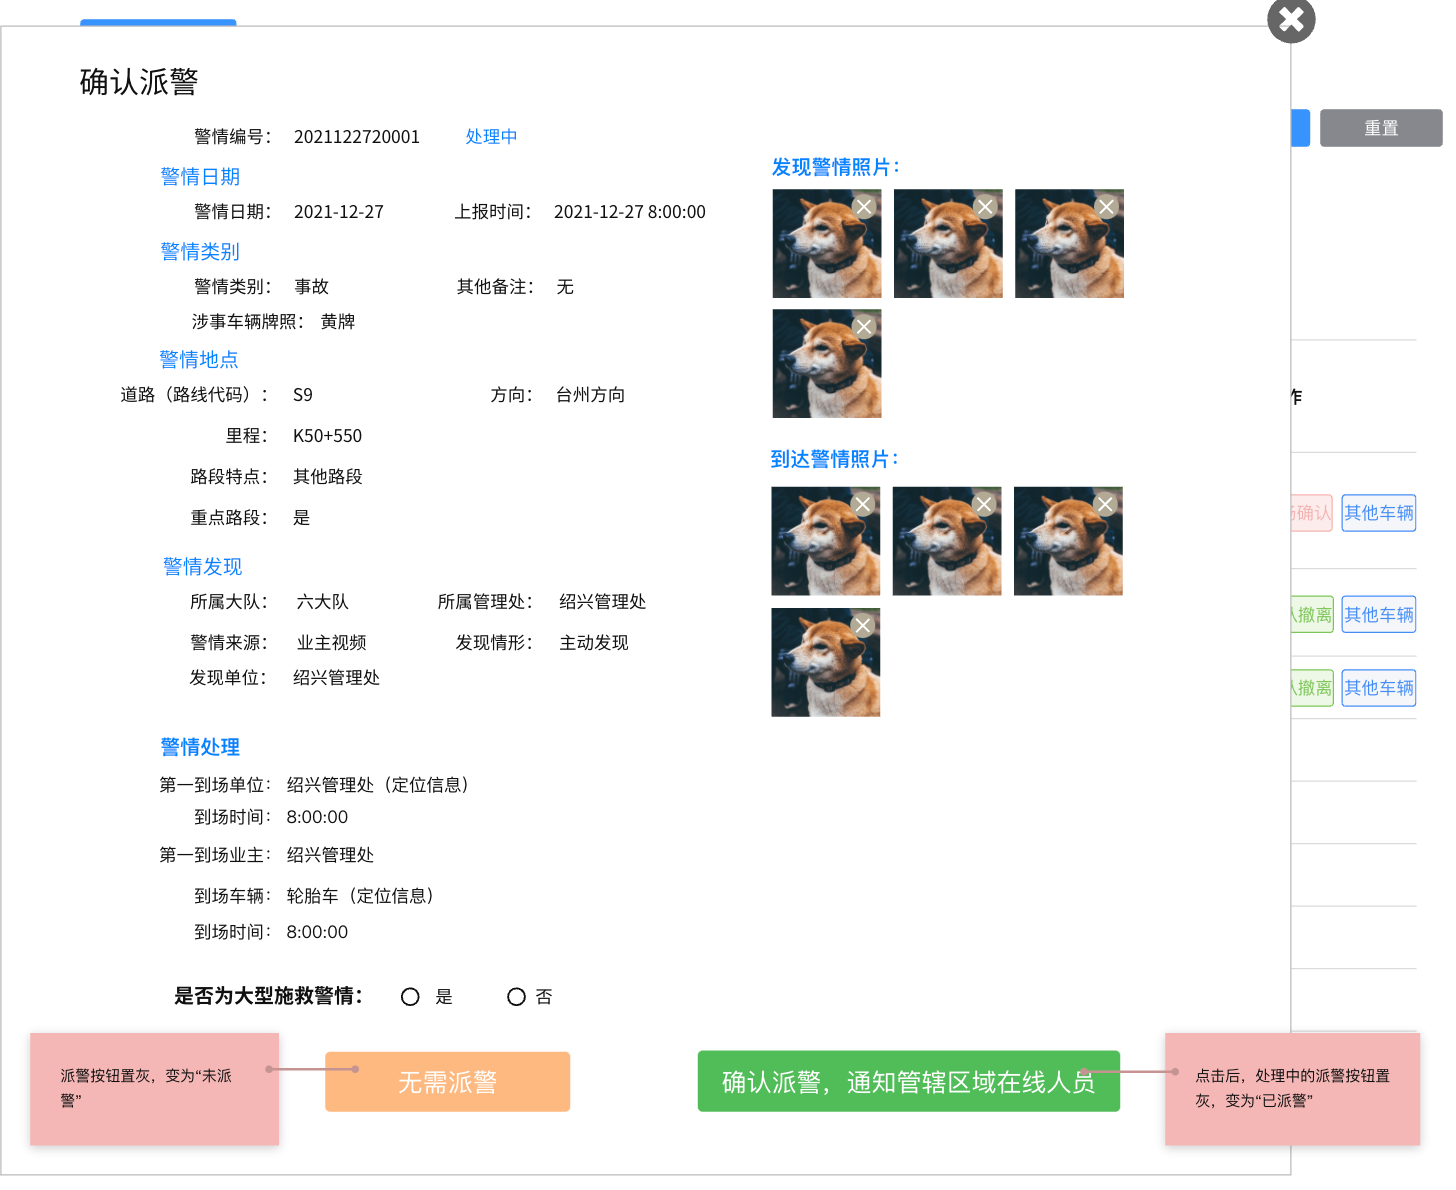 确认派警
警情编号： 2021122720001 处理中
警情日期
警情日期： 2021-12-27 上报时间： 2021-12-27 8:00:00
警情类别
警情类别： 事故 其他备注： 无
涉事车辆牌照： 黄牌
警情地点
道路（路线代码）： S9 方向： 台州方向
里程： K50+550
路段特点： 其他路段
重点路段： 是
警情发现
所属大队： 六大队 所属管理处： 绍兴管理处
警情来源： 业主视频 发现情形： 主动发现
发现单位： 绍兴管理处
警情处理
第一到场单位： 绍兴管理处（定位信息）
到场时间： 8:00:00
第一到场业主： 绍兴管理处
到场车辆： 轮胎车（定位信息）
到场时间： 8:00:00
是否为大型施救警情： 是 否
发现警情照片：
到达警情照片：
重置
作
确认 其他车辆
撤离 其他车辆
撤离 其他车辆
派警按钮置灰，变为“未派
警”
无需派警
确认派警，通知管辖区域在线人员
点击后，处理中的派警按钮置
灰，变为“已派警”